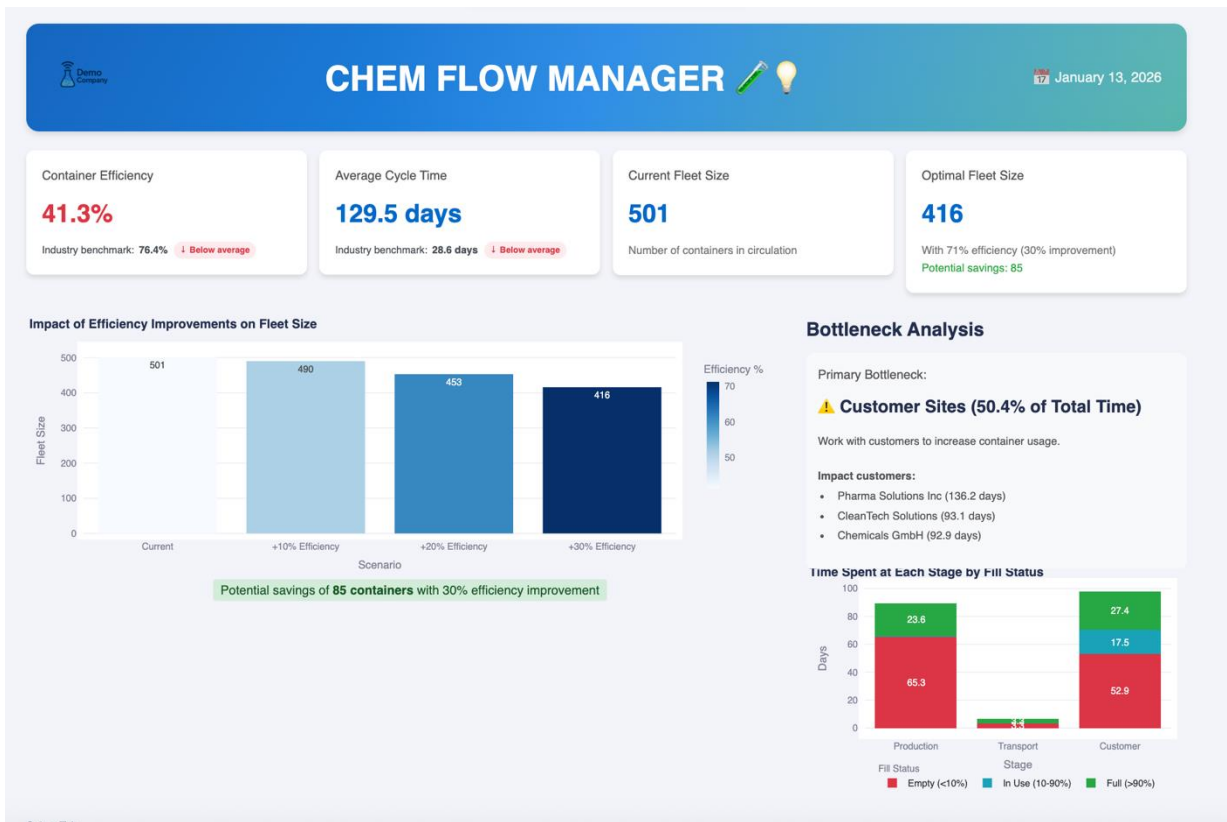 Demo
Company
CHEM FLOW MANAGER
17 January 13, 2026
Container Efficiency
41.3%
Industry benchmark: 76.4% ↓ Below average
Average Cycle Time
129.5 days
Industry benchmark: 28.6 days ↓ Below average
Current Fleet Size
501
Number of containers in circulation
Optimal Fleet Size
416
With 71% efficiency (30% improvement)
Potential savings: 85
Impact of Efficiency Improvements on Fleet Size
Fleet Size
500
400
300
200
100
0
501
490
453
416
Current
+10% Efficiency
+20% Efficiency
+30% Efficiency
Scenario
Efficiency %
70
60
50
Potential savings of 85 containers with 30% efficiency improvement
Bottleneck Analysis
Primary Bottleneck:
Customer Sites (50.4% of Total Time)
Work with customers to increase container usage.
Impact customers:
• Pharma Solutions Inc (136.2 days)
• CleanTech Solutions (93.1 days)
• Chemicals GmbH (92.9 days)
Time Spent at Each Stage by Fill Status
Days
100
80
60
40
20
0
23.6
65.3
27.4
17.5
52.9
Production
Transport
Customer
Stage
Fill Status
Empty (<10%)
In Use (10-90%)
Full (>90%)